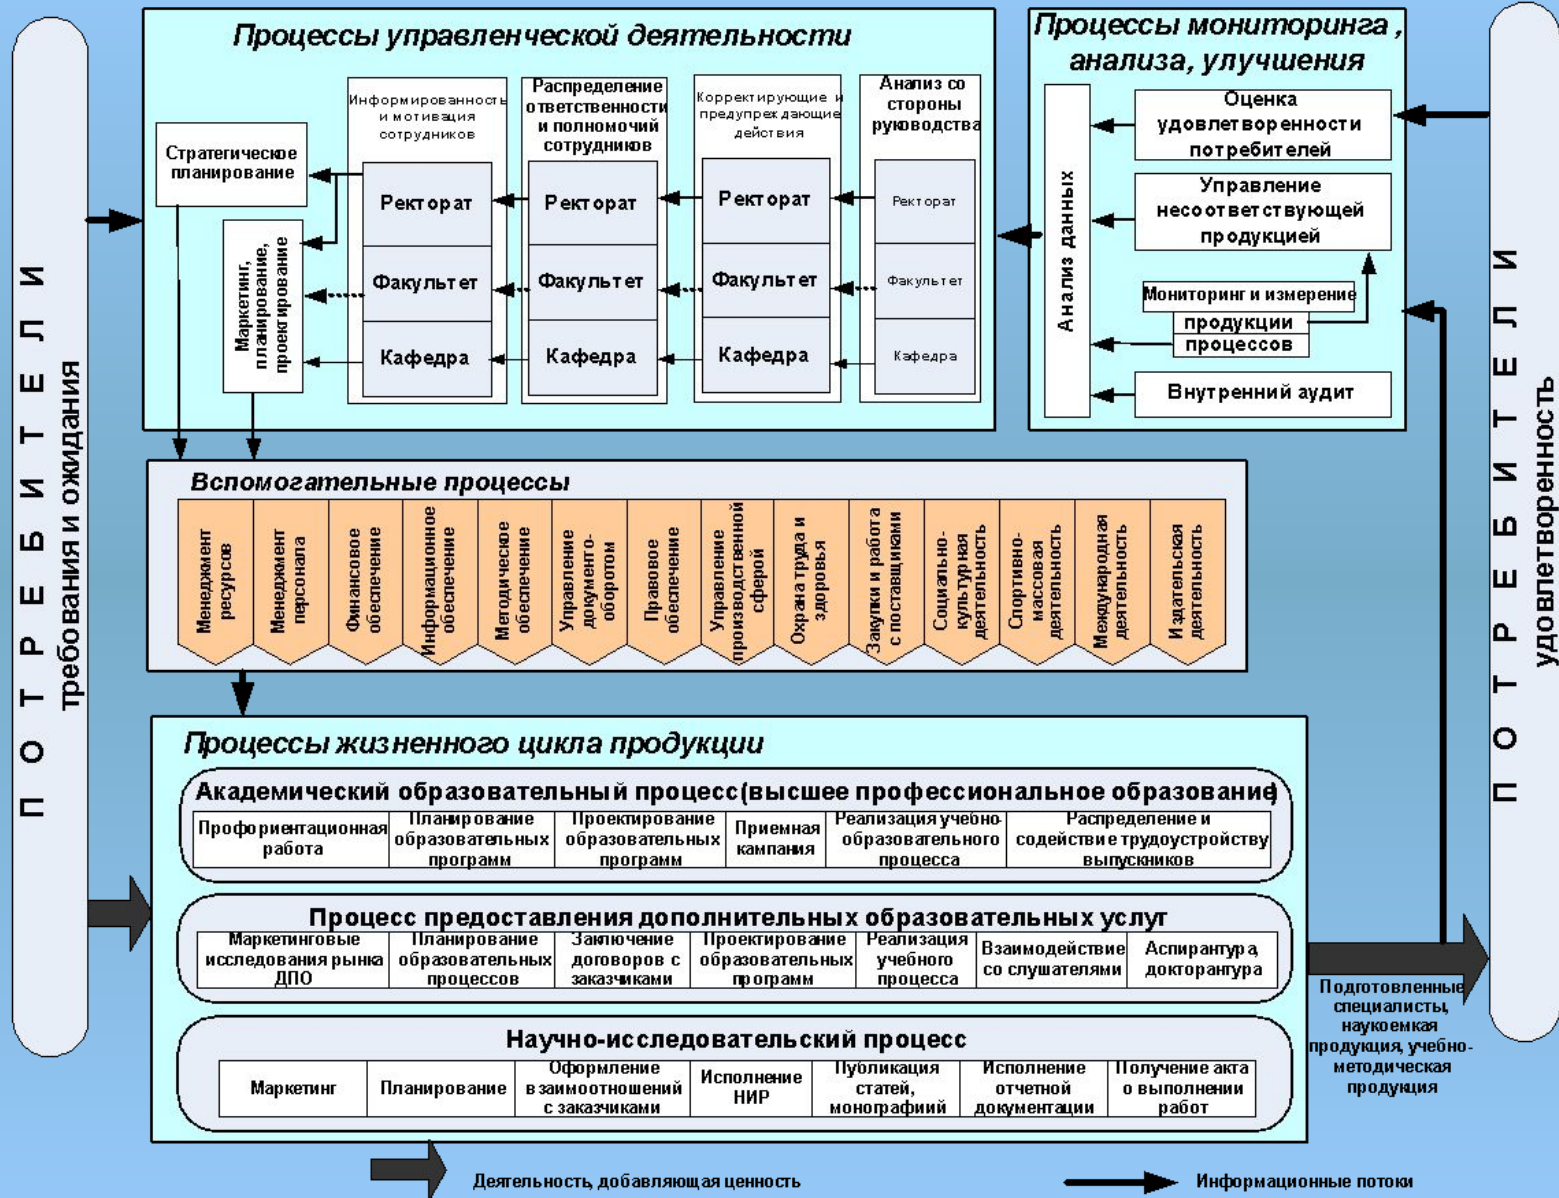 ПОТРЕБИТЕЛИ
требования и ожидания
Процессы управленческой деятельности
Стратегическое
планирование
Маркетинг,
планирование,
проектирование
Информированность
и мотивация
сотрудников
Ректорат
Факультет
Кафедра
Распределение
ответственности
и полномочий
сотрудников
Ректорат
Факультет
Кафедра
Корректирующие и
предупреждающие
действия
Ректорат
Факультет
Кафедра
Анализ со
стороны
руководства
Ректорат
Факультет
Кафедра
Процессы мониторинга ,
анализа, улучшения
Анализ данных
Оценка
удовлетворенности
потребителей
Управление
несоответствующей
продукцией
Мониторинг и измерение
продукции
процессов
Внутренний аудит
ПОТРЕБИТЕЛИ
удовлетворенность
Вспомогательные процессы
Менеджмент
ресурсов
Менеджмент
персонала
Финансовое
обеспечение
Информационное
обеспечение
Методическое
обеспечение
Управление
документо-
оборотом
Правовое
обеспечение
Управление
производственной
сферой
Охрана труда и
здоровья
Закупки и работа
с поставщиками
Социально-
культурная
деятельность
Спортивно-
массовая
деятельность
Международная
деятельность
Издательская
деятельность
Процессы жизненного цикла продукции
Академический образовательный процесс(высшее профессиональное образование)
Профориентационная
работа
Планирование
образовательных
программ
Проектирование
образовательных
программ
Приемная
кампания
Реализация учебно-
образовательного
процесса
Распределение и
содействие трудоустройству
выпускников
Процесс предоставления дополнительных образовательных услуг
Маркетинговые
исследования рынка
ДПО
Планирование
образовательных
процессов
Заключение
договоров с
заказчиками
Проектирование
образовательных
программ
Реализация
учебного
процесса
Взаимодействие
со слушателями
Аспирантура,
докторантура
Научно-исследовательский процесс
Маркетинг
Планирование
Оформление
взаимоотношений
с заказчиками
Исполнение
НИР
Публикация
статей,
монографиий
Исполнение
отчетной
документации
Получение акта
о выполнении
работ
Подготовленные
специалисты,
наукоемкая
продукция, учебно-
методическая
продукция
Деятельность, добавляющая ценность
Информационные потоки